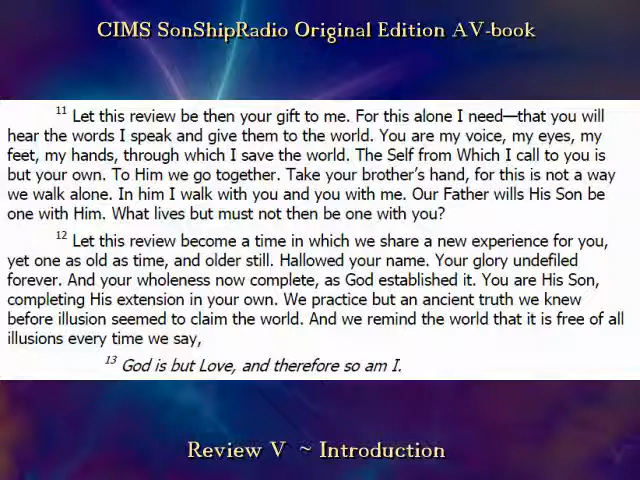 CIMS SonShipRadio Original Edition AV-book
11 Let this review be then your gift to me. For this alone I need—that you will
hear the words I speak and give them to the world. You are my voice, my eyes, my
feet, my hands, through which I save the world. The Self from Which I call to you is
but your own. To Him we go together. Take your brother's hand, for this is not a way
we walk alone. In him I walk with you and you with me. Our Father wills His Son be
one with Him. What lives but must not then be one with you?
12 Let this review become a time in which we share a new experience for you,
yet one as old as time, and older still. Hallowed your name. Your glory undefiled
forever. And your wholeness now complete, as God established it. You are His Son,
completing His extension in your own. We practice but an ancient truth we knew
before illusion seemed to claim the world. And we remind the world that it is free of all
illusions every time we say,
13 God is but Love, and therefore so am I.
Review V ~ Introduction